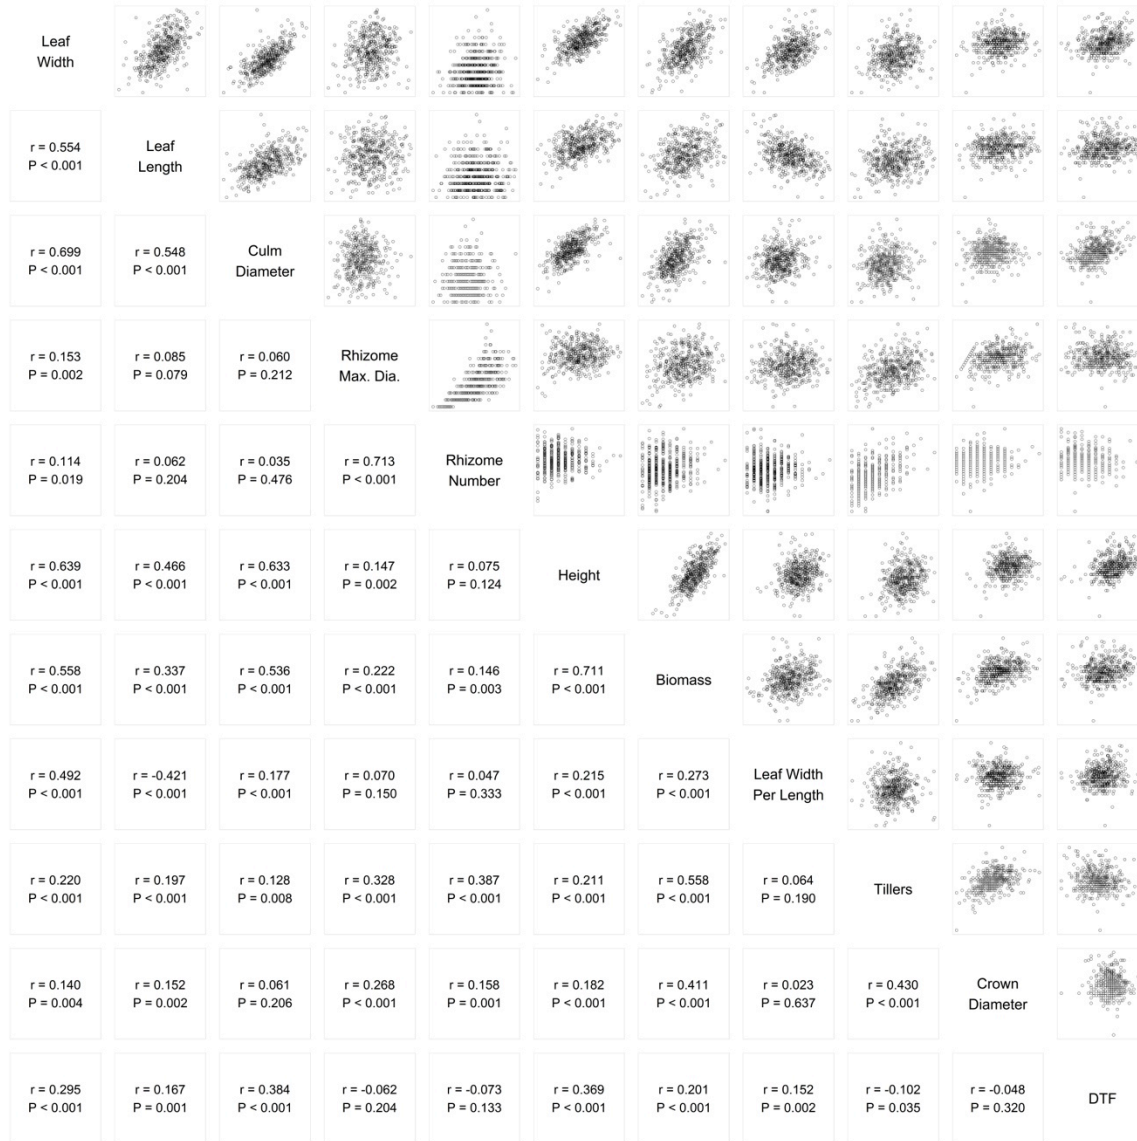 Leaf
Width
r = 0.554
P < 0.001
Leaf
Length
r = 0.699
P < 0.001
r = 0.548
P < 0.001
Culm
Diameter
r = 0.153
P = 0.002
r = 0.085
P = 0.079
r = 0.060
P = 0.212
Rhizome
Max. Dia.
r = 0.114
P = 0.019
r = 0.062
P = 0.204
r = 0.035
P = 0.476
r = 0.713
P < 0.001
Rhizome
Number
r = 0.639
P < 0.001
r = 0.466
P < 0.001
r = 0.633
P < 0.001
r = 0.147
P = 0.002
r = 0.075
P = 0.124
Height
r = 0.558
P < 0.001
r = 0.337
P < 0.001
r = 0.536
P < 0.001
r = 0.222
P < 0.001
r = 0.146
P = 0.003
r = 0.711
P < 0.001
Biomass
r = 0.492
P < 0.001
r = -0.421
P < 0.001
r = 0.177
P < 0.001
r = 0.070
P = 0.150
r = 0.047
P = 0.333
r = 0.215
P < 0.001
r = 0.273
P < 0.001
Leaf Width
Per Length
r = 0.220
P < 0.001
r = 0.197
P < 0.001
r = 0.128
P = 0.008
r = 0.328
P < 0.001
r = 0.387
P < 0.001
r = 0.211
P < 0.001
r = 0.558
P < 0.001
r = 0.064
P = 0.190
Tillers
r = 0.140
P = 0.004
r = 0.152
P = 0.002
r = 0.061
P = 0.206
r = 0.268
P < 0.001
r = 0.158
P = 0.001
r = 0.182
P < 0.001
r = 0.411
P < 0.001
r = 0.023
P = 0.637
r = 0.430
P < 0.001
Crown
Diameter
r = 0.295
P < 0.001
r = 0.167
P = 0.001
r = 0.384
P < 0.001
r = -0.062
P = 0.204
r = -0.073
P = 0.133
r = 0.369
P < 0.001
r = 0.201
P < 0.001
r = 0.152
P = 0.002
r = -0.102
P = 0.035
r = -0.048
P = 0.320
DTF